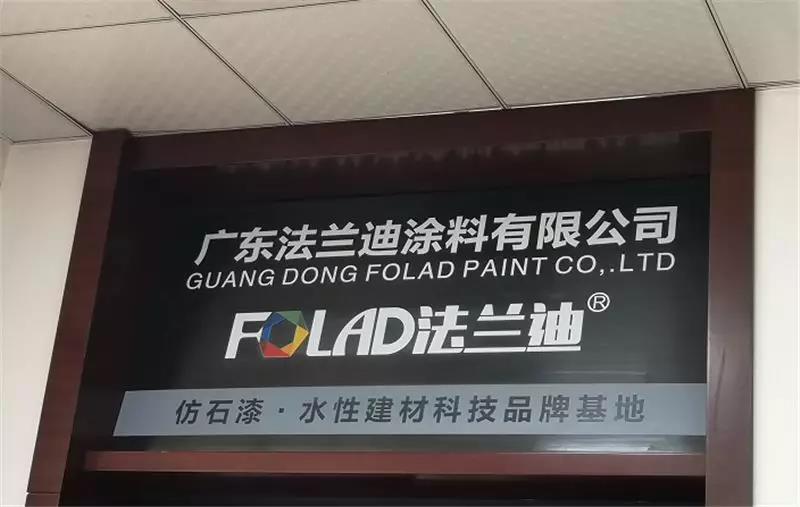 广东法兰迪涂料有限公司
GUANG DONG FOLAD PAINT CO,.LTD
FOLAD法兰迪®
仿石漆·水性建材科技品牌基地